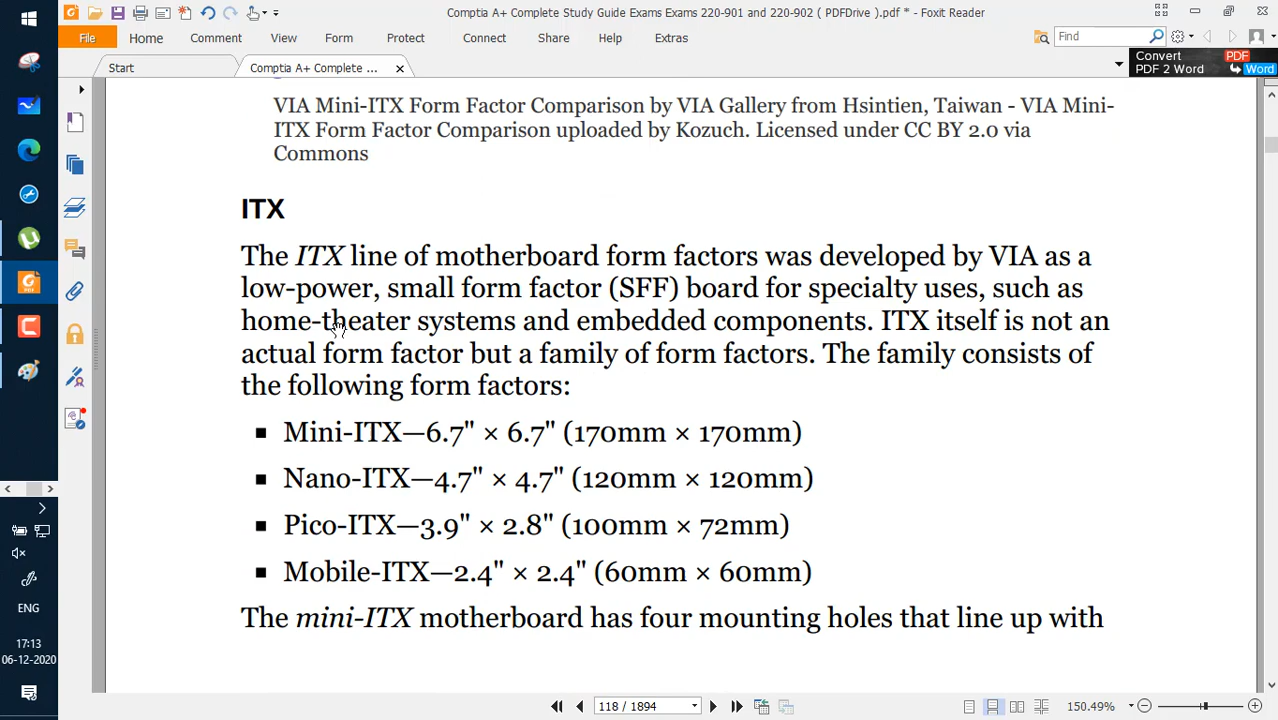 Comptia A+ Complete Study Guide Exams Exams 220-901 and 220-902 ( PDFDrive ).pdf * - Foxit Reader
File Home Comment View Form Protect Connect Share Help Extras Find
Start Comptia A+ Complete ...
Convert PDF
PDF 2 Word Word
VIA Mini-ITX Form Factor Comparison by VIA Gallery from Hsintien, Taiwan - VIA Mini-
ITX Form Factor Comparison uploaded by Kozuch. Licensed under CC BY 2.0 via
Commons
ITX
The ITX line of motherboard form factors was developed by VIA as a
low-power, small form factor (SFF) board for specialty uses, such as
home-theater systems and embedded components. ITX itself is not an
actual form factor but a family of form factors. The family consists of
the following form factors:
■ Mini-ITX—6.7" × 6.7" (170mm × 170mm)
■ Nano-ITX—4.7" × 4.7" (120mm × 120mm)
■ Pico-ITX—3.9" × 2.8" (100mm × 72mm)
■ Mobile-ITX—2.4" × 2.4" (60mm × 60mm)
The mini-ITX motherboard has four mounting holes that line up with
ENG
17:13
06-12-2020
118 / 1894
150.49%